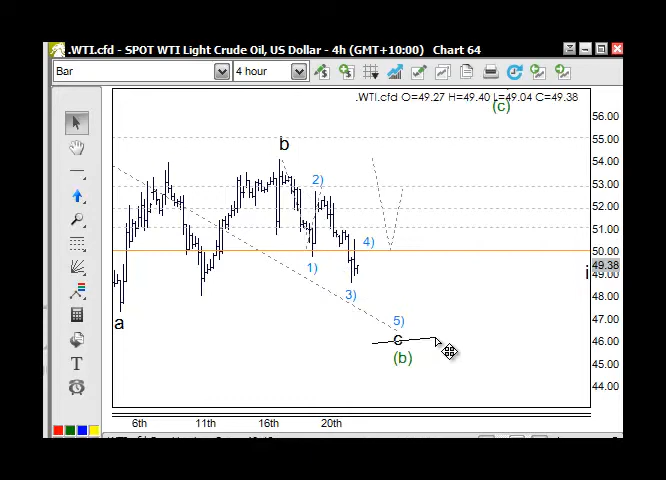 .WTI.cfd - SPOT WTI Light Crude Oil, US Dollar - 4h (GMT+10:00) Chart 64
Bar
4 hour
.WTI.cfd O=49.27 H=49.40 L=49.04 C=49.38
(c)
56.00
55.00
b
54.00
2)
53.00
52.00
51.00
4)
50.00
1)
49.38
49.00
i
3)
48.00
a
5)
47.00
c
46.00
(b)
45.00
44.00
T
6th
11th
16th
20th